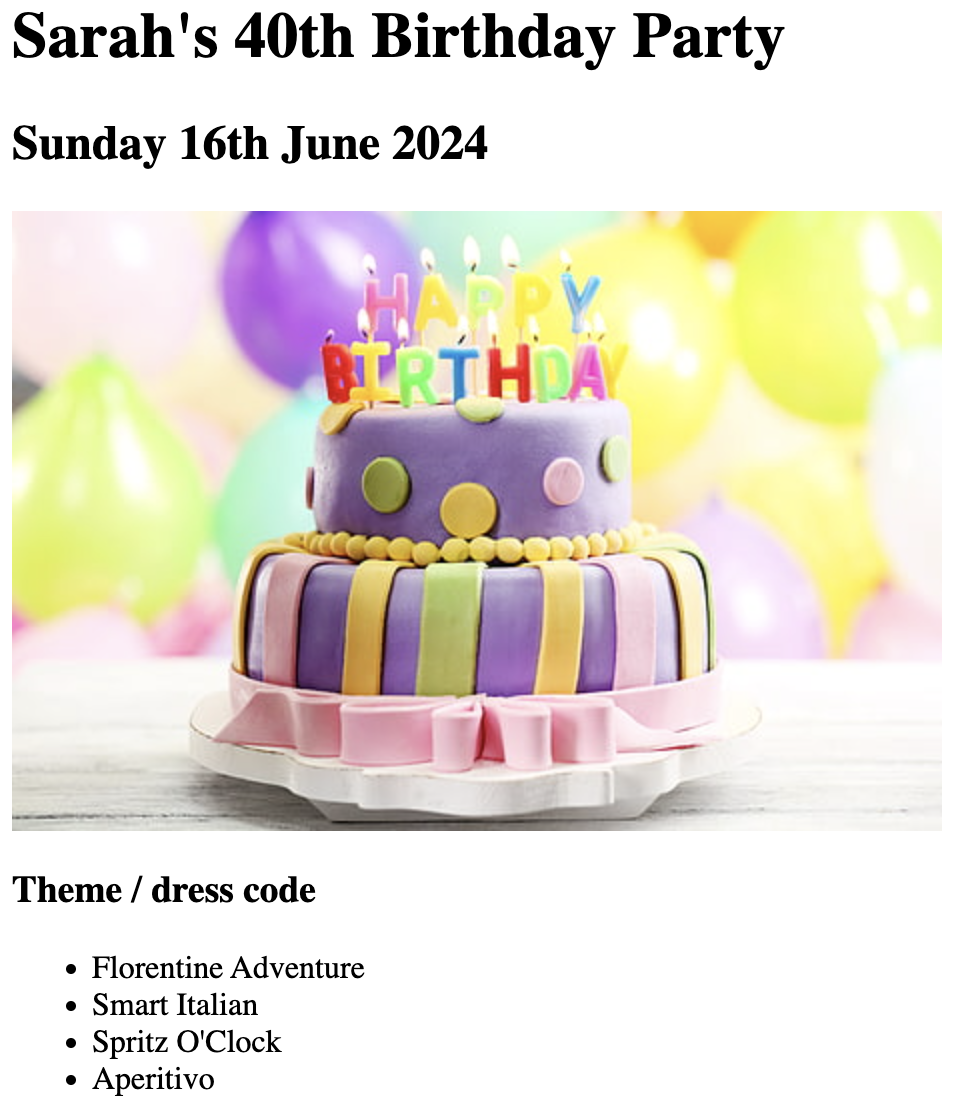 Sarah's 40th Birthday Party
Sunday 16th June 2024
HAPPY
BIRTHDAY
Theme / dress code
Florentine Adventure
Smart Italian
Spritz O'Clock
Aperitivo